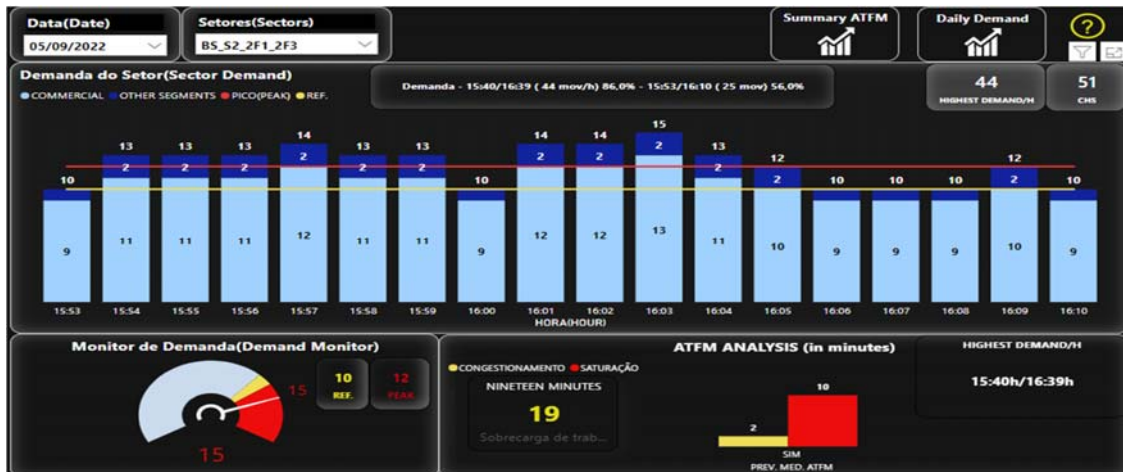 Data(Date)
05/09/2022
Setores(Sectors)
BS_S2_2F1_2F3
Summary ATFM
Daily Demand
?
Demanda do Setor(Sector Demand)
COMMERCIAL OTHER SEGMENTS PICO(PEAK) REF.
Demanda - 15:40/16:39 ( 44 mov/h) 86,0% - 15:53/16:10 ( 25 mov) 56,0%
44
HIGHEST DEMAND/H
51
CHS
10 13 13 13 14 13 13 10 14 14 15 13 12 10 10 10 12 10
2 2 2 2 2 2 2 2 2 2 2 2
9 11 11 11 12 11 11 9 12 12 13 11 10 9 9 9 10 9
15:53 15:54 15:55 15:56 15:57 15:58 15:59 16:00 16:01 16:02 16:03 16:04 16:05 16:06 16:07 16:08 16:09 16:10
HORA(HOUR)
Monitor de Demanda(Demand Monitor)
15
15
10
REF.
12
PEAK
ATFM ANALYSIS (in minutes)
CONGESTIONAMENTO SATURAÇÃO
NINETEEN MINUTES
19
Sobrecarga de trab...
2
10
SIM
PREV. MED. ATFM
HIGHEST DEMAND/H
15:40h/16:39h